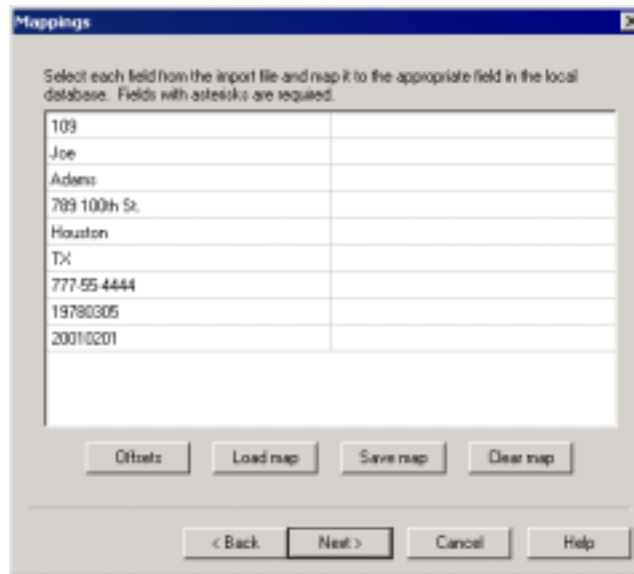 Mappings
Select each field from the import file and map it to the appropriate field in the local
database. Fields with asterisks are required.
109
Joe
Adams
789 100th St.
Houston
TX
777-55-4444
19780305
20010201
Offsets
Load map
Save map
Clear map
< Back
Next >
Cancel
Help